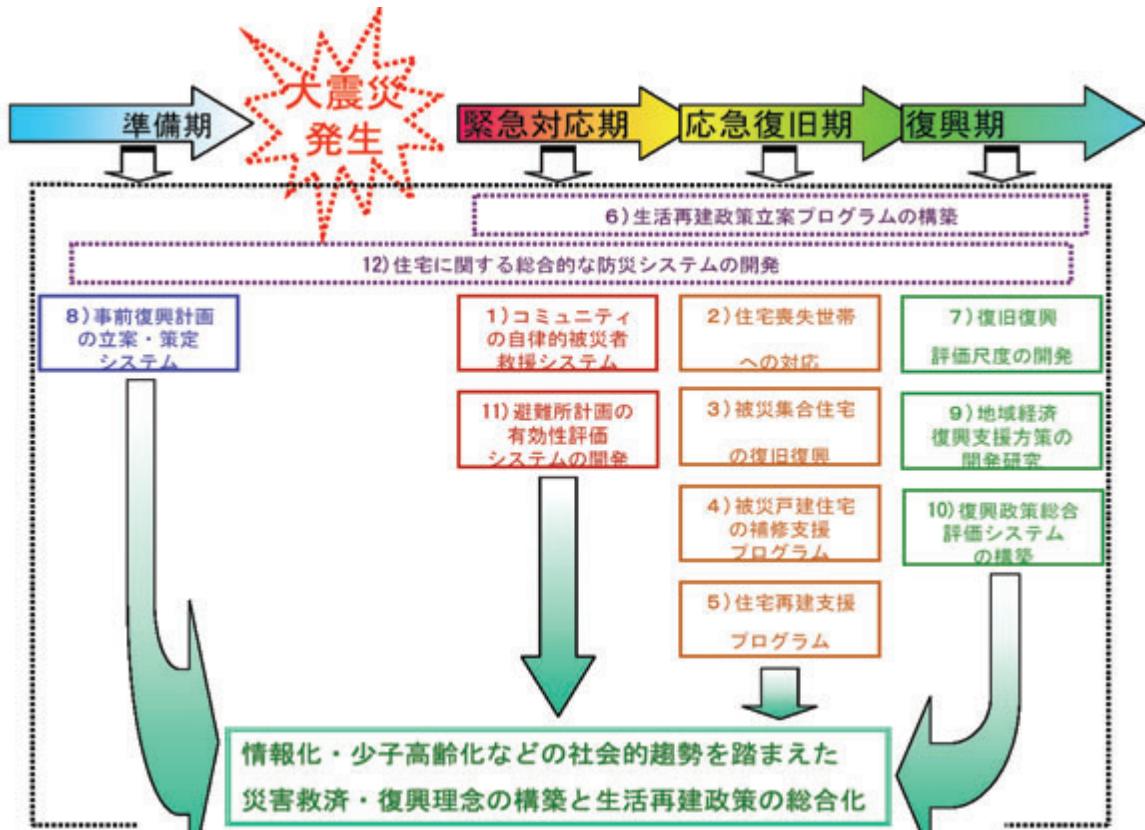 大震災
発生
準備期
緊急対応期
応急復旧期
復興期
6)生活再建政策立案プログラムの構築
12)住宅に関する総合的な防災システムの開発
8)事前復興計画
の立案・策定
システム
1)コミュニティ
の自律的被災者
救援システム
11)避難所計画の
有効性評価
システムの開発
2)住宅喪失世帯
への対応
3)被災集合住宅
の復旧復興
4)被災戸建住宅
の補修支援
プログラム
5)住宅再建支援
プログラム
7)復旧復興
評価尺度の開発
9)地域経済
復興支援方策の
開発研究
10)復興政策総合
評価システム
の構築
情報化・少子高齢化などの社会的趨勢を踏まえた
災害救済・復興理念の構築と生活再建政策の総合化